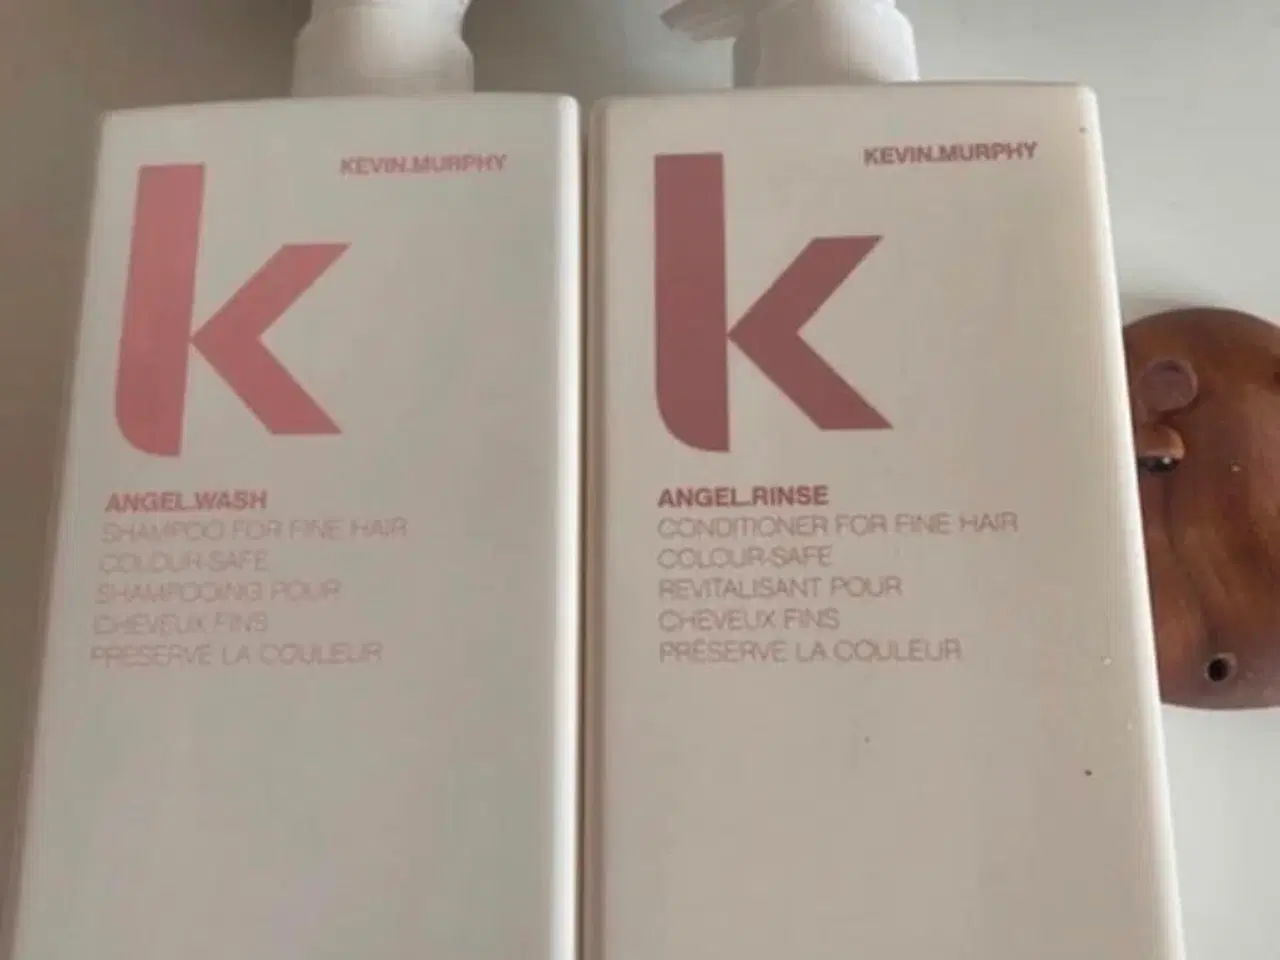 KEVIN.MURPHY
k
ANGEL.WASH
SHAMPOO FOR FINE HAIR
COLOUR-SAFE
SHAMPOOING POUR
CHEVEUX FINS
PRÉSERVE LA COULEUR
KEVIN.MURPHY
k
ANGEL.RINSE
CONDITIONER FOR FINE HAIR
COLOUR-SAFE
REVITALISANT POUR
CHEVEUX FINS
PRÉSERVE LA COULEUR